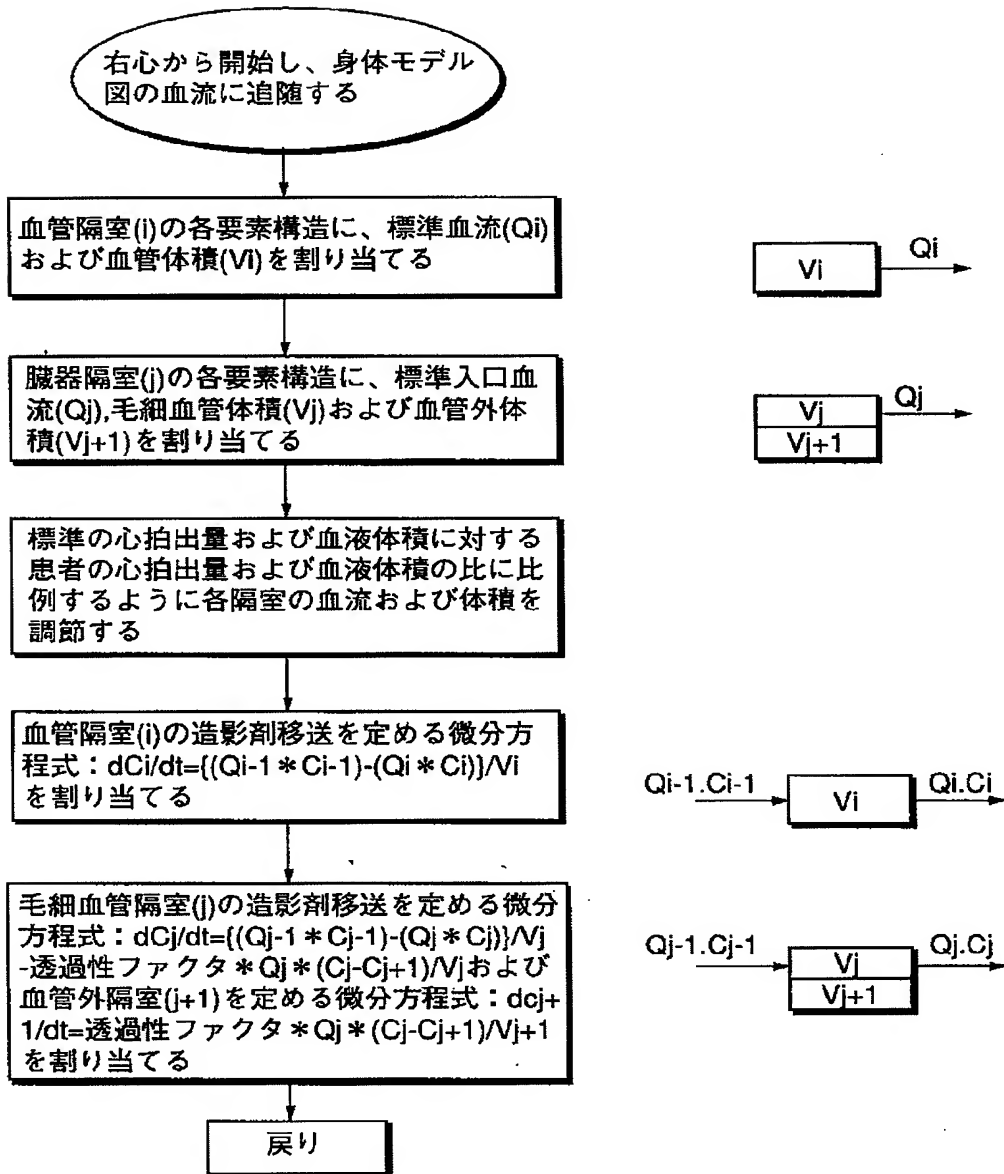 右心から開始し、身体モデル
図の血流に追随する
血管隔室(i)の各要素構造に、標準血流(Qi)
および血管体積(Vi)を割り当てる
Vi
Qi
臓器隔室(j)の各要素構造に、標準入口血
流(Qj),毛細血管体積(Vj)および血管外体
積(Vj+1)を割り当てる
Vj
Vj+1
Qj
標準の心拍出量および血液体積に対する
患者の心拍出量および血液体積の比に比
例するように各隔室の血流および体積を
調節する
血管隔室(i)の造影剤移送を定める微分方
程式：dCi/dt={(Qi-1＊Ci-1)-(Qi＊Ci)}/Vi
を割り当てる
Qi-1.Ci-1
Vi
Qi.Ci
毛細血管隔室(j)の造影剤移送を定める微分
方程式：dCj/dt={(Qj-1＊Cj-1)-(Qj＊Cj)}/Vj
-透過性ファクタ＊Qj＊(Cj-Cj+1)/Vjおよび
血管外隔室(j+1)を定める微分方程式：dcj+
1/dt=透過性ファクタ＊Qj＊(Cj-Cj+1)/Vj+1
を割り当てる
Qj-1.Cj-1
Vj
Vj+1
Qj.Cj
戻り